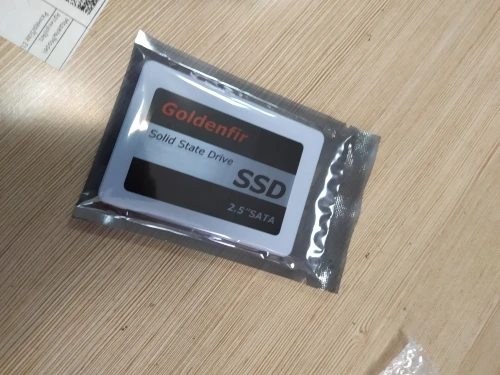 Goldenfir
Solid State Drive
SSD
2.5"SATA